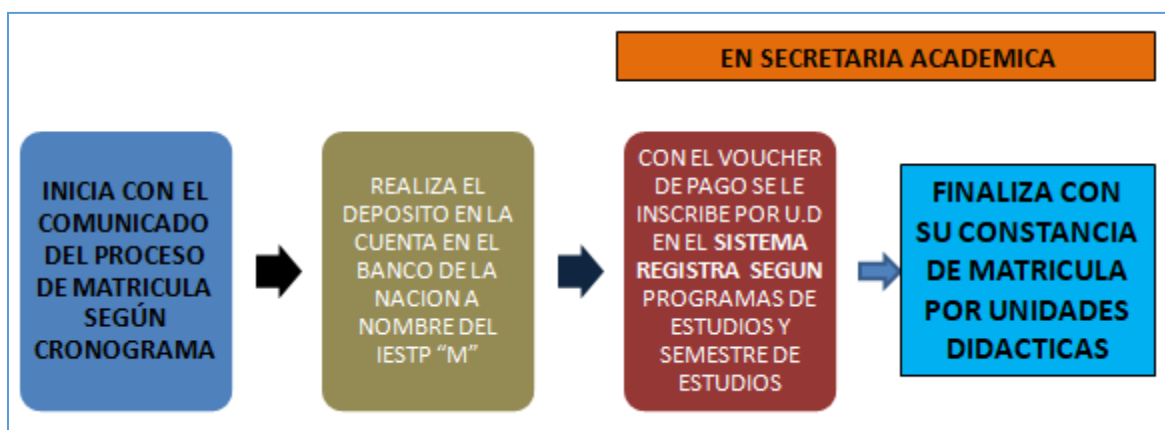 EN SECRETARIA ACADEMICA
INICIA CON EL
COMUNICADO
DEL PROCESO
DE MATRICULA
SEGÚN
CRONOGRAMA
REALIZA EL
DEPOSITO EN LA
CUENTA EN EL
BANCO DE LA
NACION A
NOMBRE DEL
IESTP “M”
CON EL VOUCHER
DE PAGO SE LE
INSCRIBE POR U.D
EN EL SISTEMA
REGISTRA SEGUN
PROGRAMAS DE
ESTUDIOS Y
SEMESTRE DE
ESTUDIOS
FINALIZA CON
SU CONSTANCIA
DE MATRICULA
POR UNIDADES
DIDACTICAS